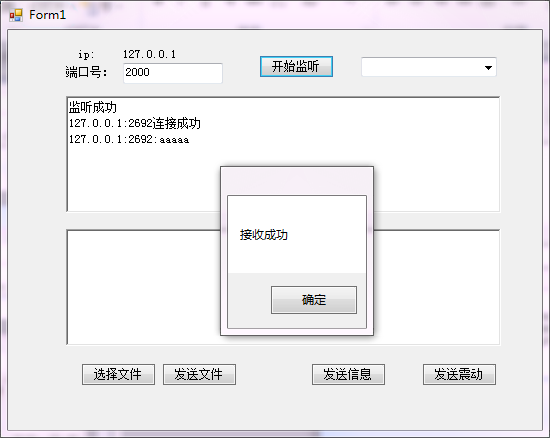 Form1
ip: 127.0.0.1
端口号: 2000
开始监听
监听成功
127.0.0.1:2692连接成功
127.0.0.1:2692:aaaaa
接收成功
确定
选择文件 发送文件 发送信息 发送震动